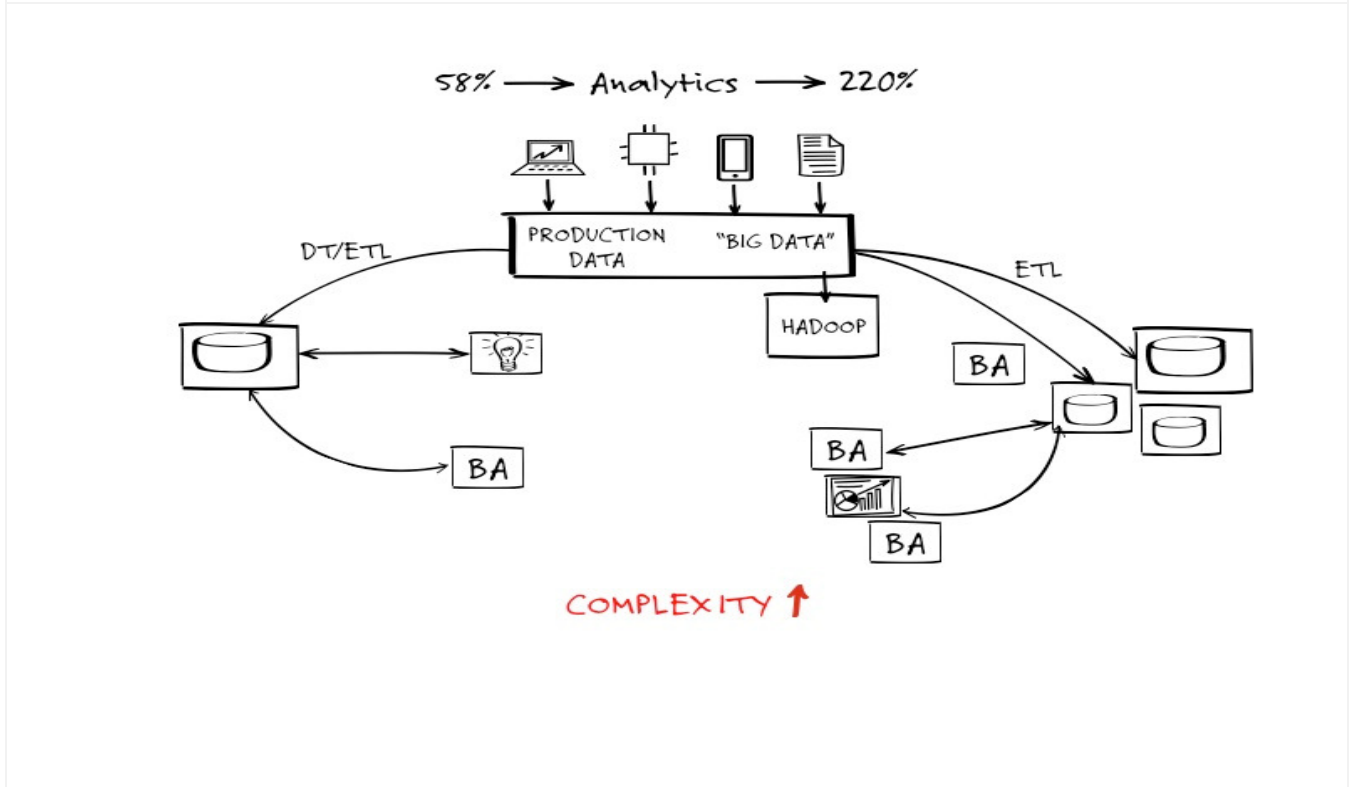 58% → Analytics → 220%
PRODUCTION DATA
"BIG DATA"
DT/ETL
ETL
HADOOP
BA
BA
BA
BA
COMPLEXITY ↑